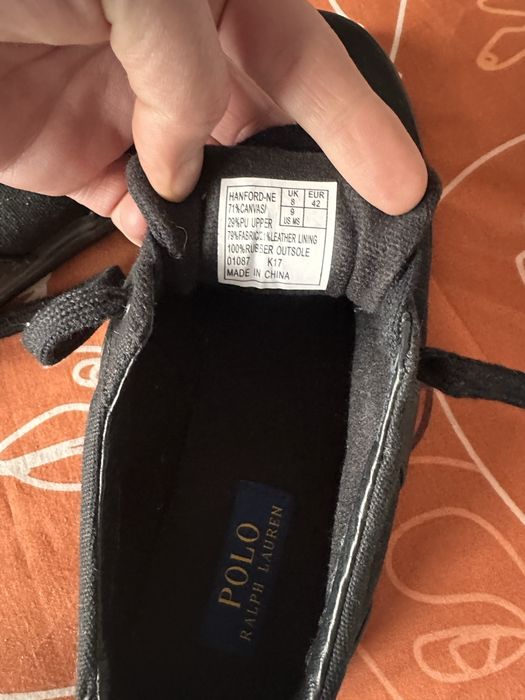 HANFORD-NE
71%CANVAS/
29%PU UPPER
UK EUR
8 42
9
US MS
79%FABRIC/21%LEATHER LINING
100%RUBBER OUTSOLE
01087 K17
MADE IN CHINA
POLO
RALPH LAUREN